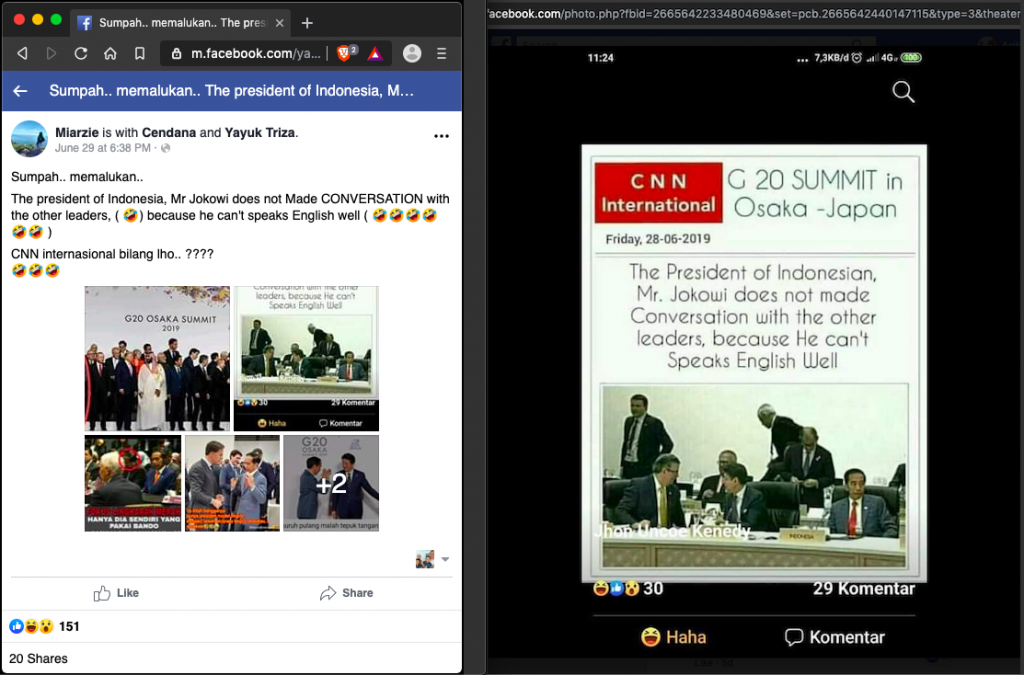 Sumpah.. memalukan.. The pres
m.facebook.com/ya...
2
Sumpah.. memalukan.. The president of Indonesia, M...
Miarzie is with Cendana and Yayuk Triza.
June 29 at 6:38 PM ·
Sumpah.. memalukan..
The president of Indonesia, Mr Jokowi does not Made CONVERSATION with
the other leaders, ( 🤣) because he can't speaks English well ( 🤣🤣🤣🤣
🤣🤣 )
CNN internasional bilang lho.. ????
🤣🤣🤣
G20 OSAKA SUMMIT
2019
Conversation with the other
leaders, because He can't
Speaks English Well
30
29 Komentar
Haha
Komentar
FOKUS LINGKARAN MERAH
HANYA DIA SENDIRI YANG
PAKAI BANDO
G20
+2
uruh pulang malah tepuk tangan
Like
Share
151
20 Shares
facebook.com/photo.php?fbid=2665642233480469&set=pcb.2665642440147115&type=3&theater
11:24
... 7,3KB/d
4G
100
CNN
International
G 20 SUMMIT in
Osaka -Japan
Friday, 28-06-2019
The President of Indonesian,
Mr. Jokowi does not made
Conversation with the other
leaders, because He can't
Speaks English Well
Jhon Uncoe Kenedy
INDONESIA
30
29 Komentar
Haha
Komentar